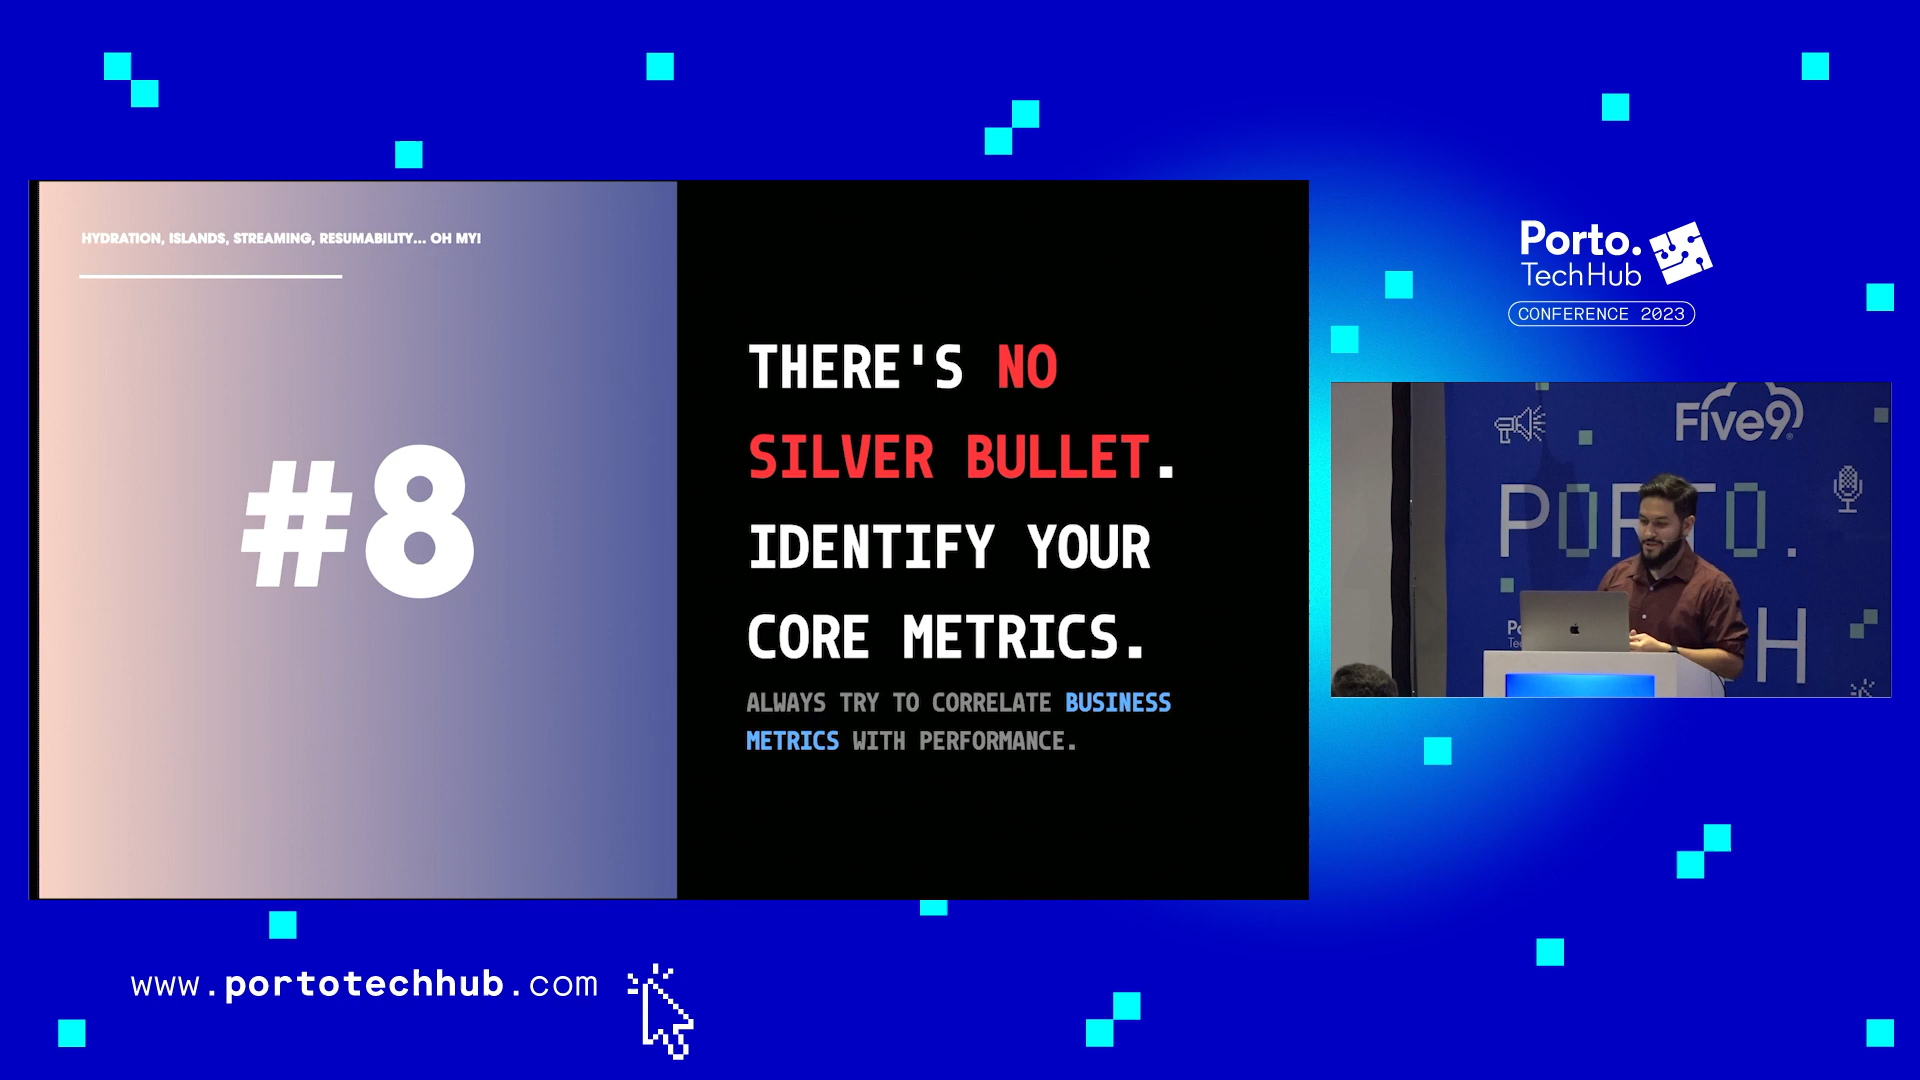 HYDRATION, ISLANDS, STREAMING, RESUMABILITY... OH MY!
#8
THERE'S NO
SILVER BULLET.
IDENTIFY YOUR
CORE METRICS.
ALWAYS TRY TO CORRELATE BUSINESS
METRICS WITH PERFORMANCE.
Porto.
TechHub
CONFERENCE 2023
Five9
PORTO.
H
www.portotechhub.com